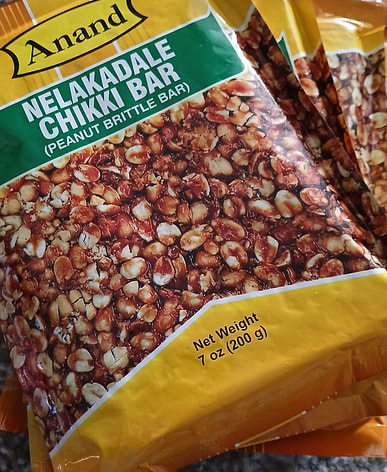 Anand
NELAKADALE
CHIKKI BAR
(PEANUT BRITTLE BAR)
Net Weight
7 oz (200 g)